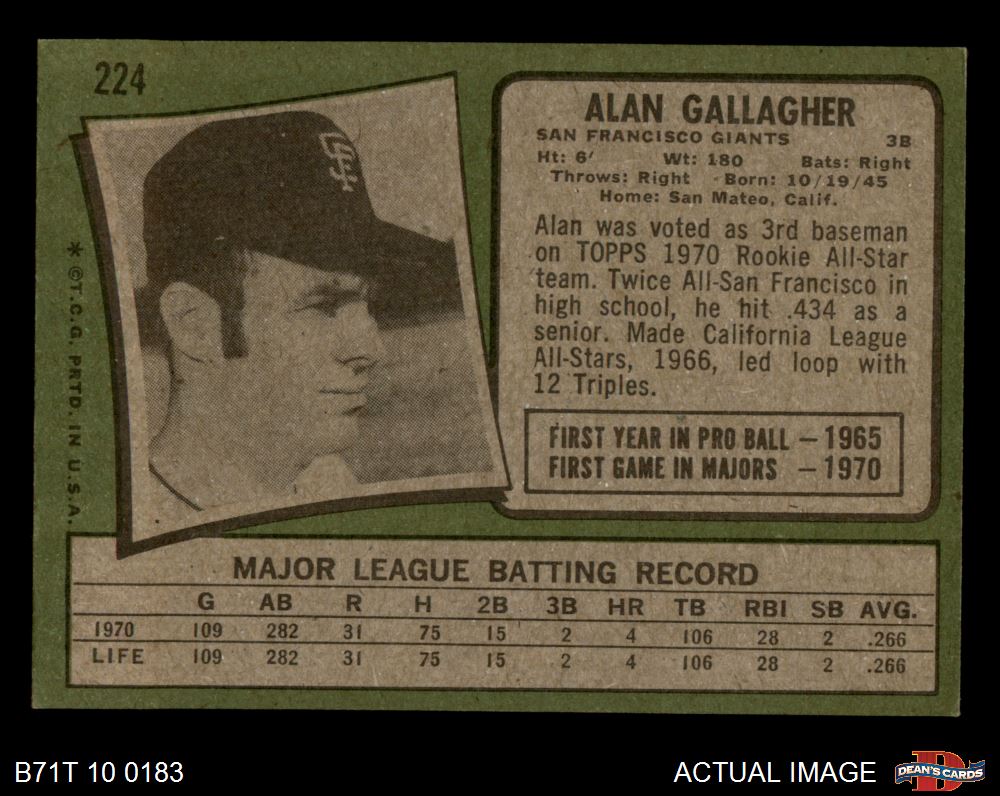 224
SF
ALAN GALLAGHER
SAN FRANCISCO GIANTS 3B
Ht: 6' Wt: 180 Bats: Right
Throws: Right Born: 10/19/45
Home: San Mateo, Calif.
Alan was voted as 3rd baseman
on TOPPS 1970 Rookie All-Star
team. Twice All-San Francisco in
high school, he hit .434 as a
senior. Made California League
All-Stars, 1966, led loop with
12 Triples.
FIRST YEAR IN PRO BALL – 1965
FIRST GAME IN MAJORS – 1970
* ©T.C.G. PRTD. IN U.S.A.
MAJOR LEAGUE BATTING RECORD
G AB R H 2B 3B HR TB RBI SB AVG.
1970 109 282 31 75 15 2 4 106 28 2 .266
LIFE 109 282 31 75 15 2 4 106 28 2 .266
B71T 10 0183
ACTUAL IMAGE
D
DEAN'S CARDS